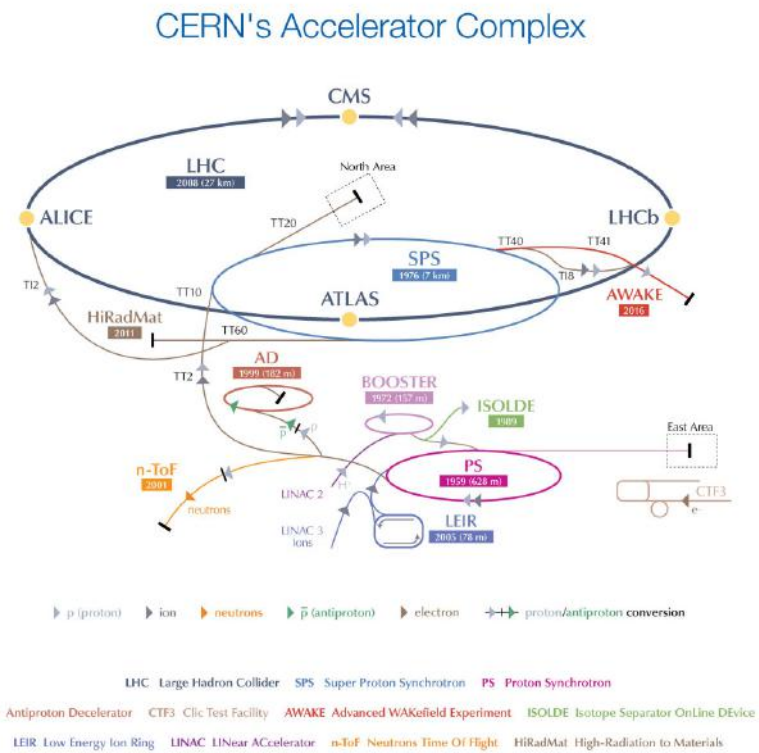 CERN's Accelerator Complex
CMS
LHC
2008 (27 km)
North Area
ALICE
TT20
LHCb
TT40
TT41
SPS
1976 (7 km)
TI2
TT10
TI8
ATLAS
AWAKE
2016
HiRadMat
2011
TT60
AD
1999 (182 m)
TT2
BOOSTER
1972 (157 m)
ISOLDE
1989
p
p̅
East Area
n-ToF
2001
PS
1959 (628 m)
H⁺
LINAC 2
neutrons
CTF3
e-
LINAC 3
Ions
LEIR
2005 (78 m)
p (proton) ion neutrons p̅ (antiproton) electron proton/antiproton conversion
LHC Large Hadron Collider SPS Super Proton Synchrotron PS Proton Synchrotron
Antiproton Decelerator CTF3 Clic Test Facility AWAKE Advanced WAKefield Experiment ISOLDE Isotope Separator OnLine DEvice
LEIR Low Energy Ion Ring LINAC LINear ACcelerator n-ToF Neutrons Time Of Flight HiRadMat High-Radiation to Materials